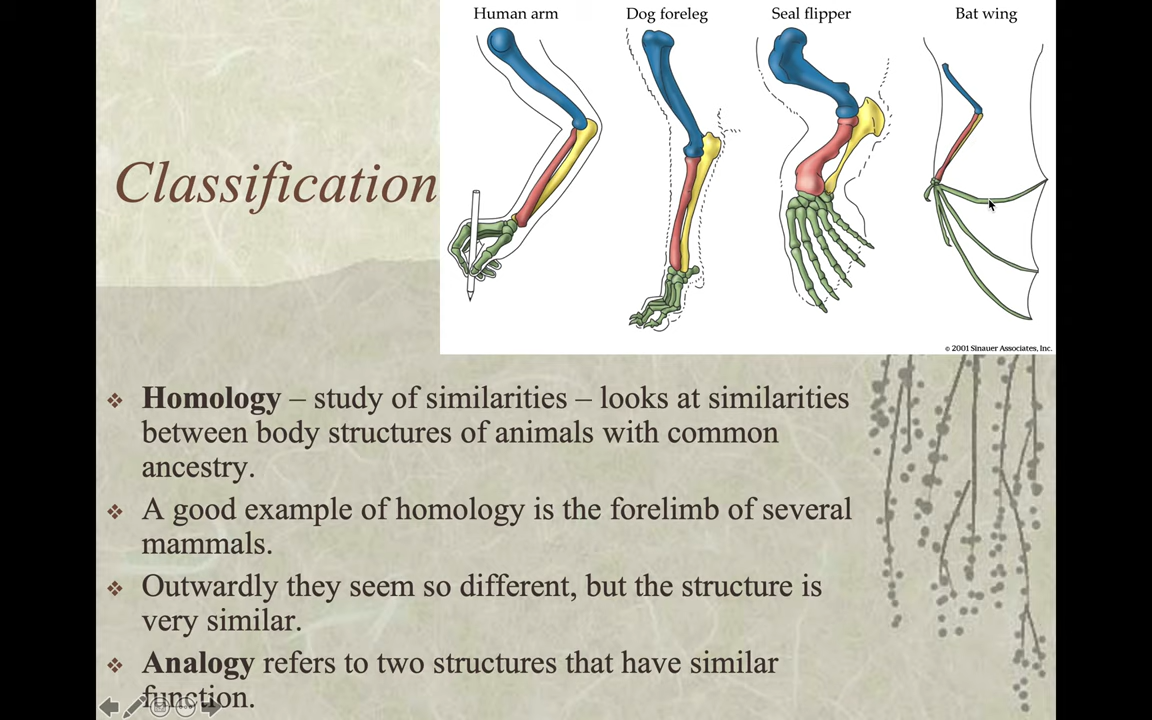 Human arm Dog foreleg Seal flipper Bat wing
Classification
© 2001 Sinauer Associates, Inc.
❖ Homology – study of similarities – looks at similarities
between body structures of animals with common
ancestry.
❖ A good example of homology is the forelimb of several
mammals.
❖ Outwardly they seem so different, but the structure is
very similar.
❖ Analogy refers to two structures that have similar
function.